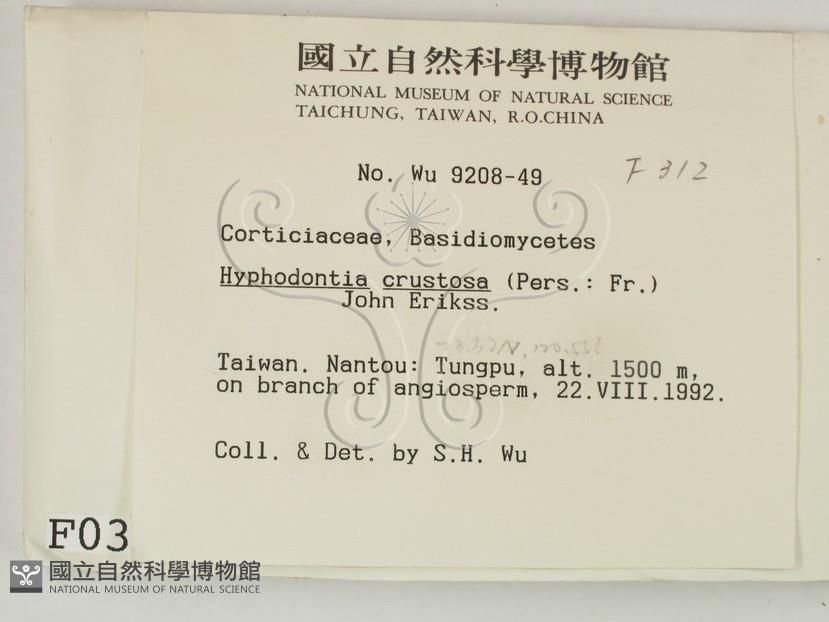 國立自然科學博物館
NATIONAL MUSEUM OF NATURAL SCIENCE
TAICHUNG, TAIWAN, R.O.CHINA
No. Wu 9208-49
F 312
Corticiaceae, Basidiomycetes
Hyphodontia crustosa (Pers.: Fr.)
John Erikss.
Taiwan. Nantou: Tungpu, alt. 1500 m,
on branch of angiosperm, 22.VIII.1992.
Coll. & Det. by S.H. Wu
F03
國立自然科學博物館
NATIONAL MUSEUM OF NATURAL SCIENCE